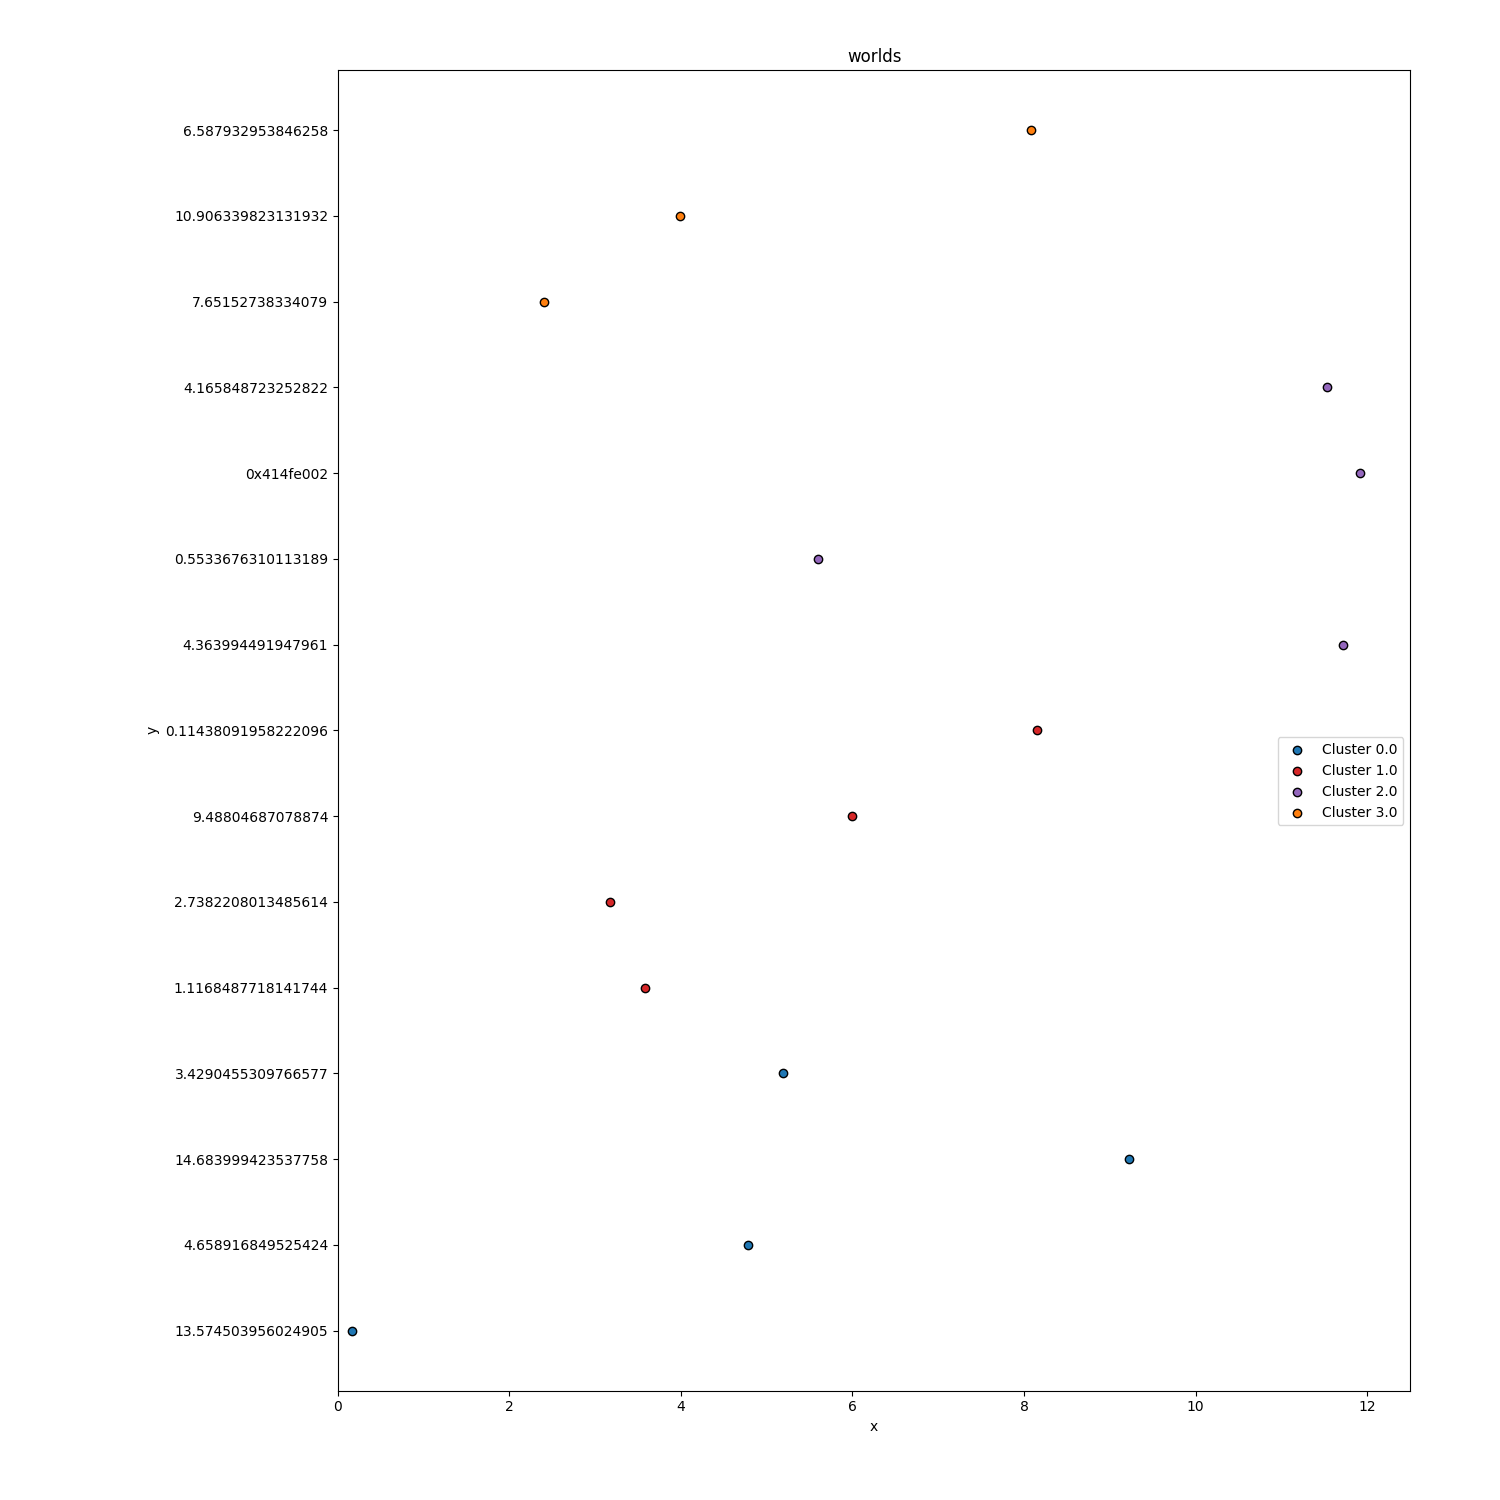 worlds
6.587932953846258
10.906339823131932
7.65152738334079
4.165848723252822
0x414fe002
0.5533676310113189
4.363994491947961
y
0.11438091958222096
Cluster 0.0
Cluster 1.0
Cluster 2.0
Cluster 3.0
9.48804687078874
2.7382208013485614
1.1168487718141744
3.4290455309766577
14.683999423537758
4.658916849525424
13.574503956024905
0 2 4 6 8 10 12
x